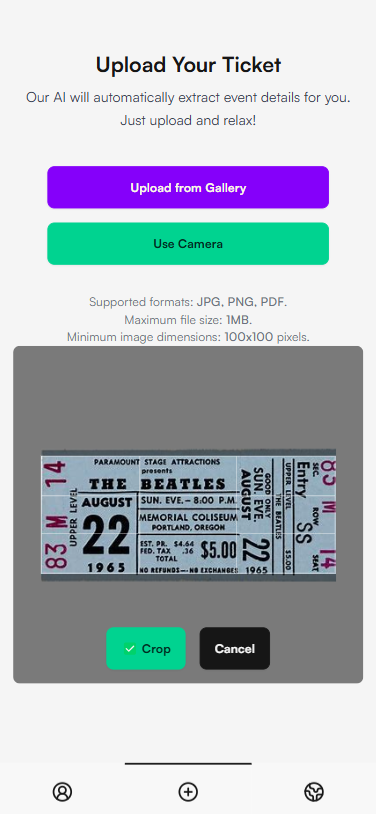 Upload Your Ticket
Our AI will automatically extract event details for you.
Just upload and relax!
Upload from Gallery
Use Camera
Supported formats: JPG, PNG, PDF.
Maximum file size: 1MB.
Minimum image dimensions: 100x100 pixels.
83 M 14
UPPER LEVEL
PARAMOUNT STAGE ATTRACTIONS
presents
THE BEATLES
AUGUST
22
1965
SUN. EVE. - 8:00 P.M.
MEMORIAL COLISEUM
PORTLAND, OREGON
EST. PR. $4.64
FED. TAX .36
TOTAL
$5.00
NO REFUNDS--NO EXCHANGES
GOOD ONLY
SUN. EVE.
AUGUST
22
1965
THE BEATLES
UPPER LEVEL $5.00
Entry SS
SEC. ROW SEAT
83 M 14
✅ Crop
Cancel